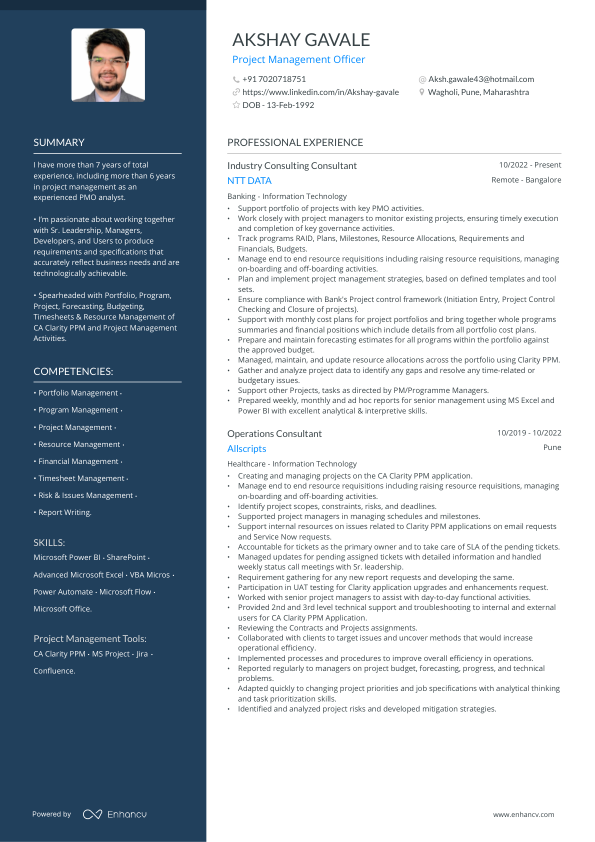 AKSHAY GAVALE
Project Management Officer
+91 7020718751
Aksh.gawale43@hotmail.com
https://www.linkedin.com/in/Akshay-gavale
Wagholi, Pune, Maharashtra
DOB - 13-Feb-1992
SUMMARY
I have more than 7 years of total
experience, including more than 6 years
in project management as an
experienced PMO analyst.
• I'm passionate about working together
with Sr. Leadership, Managers,
Developers, and Users to produce
requirements and specifications that
accurately reflect business needs and are
technologically achievable.
• Spearheaded with Portfolio, Program,
Project, Forecasting, Budgeting,
Timesheets & Resource Management of
CA Clarity PPM and Project Management
Activities.
COMPETENCIES:
• Portfolio Management •
• Program Management •
• Project Management •
• Resource Management •
• Financial Management •
• Timesheet Management •
• Risk & Issues Management •
• Report Writing.
SKILLS:
Microsoft Power BI • SharePoint •
Advanced Microsoft Excel • VBA Micros •
Power Automate • Microsoft Flow •
Microsoft Office.
Project Management Tools:
CA Clarity PPM • MS Project - Jira •
Confluence.
Powered by Enhancv
PROFESSIONAL EXPERIENCE
Industry Consulting Consultant 10/2022 - Present
NTT DATA Remote - Bangalore
Banking - Information Technology
• Support portfolio of projects with key PMO activities.
• Work closely with project managers to monitor existing projects, ensuring timely execution
and completion of key governance activities.
• Track programs RAID, Plans, Milestones, Resource Allocations, Requirements and
Financials, Budgets.
• Manage end to end resource requisitions including raising resource requisitions, managing
on-boarding and off-boarding activities.
• Plan and implement project management strategies, based on defined templates and tool
sets.
• Ensure compliance with Bank's Project control framework (Initiation Entry, Project Control
Checking and Closure of projects).
• Support with monthly cost plans for project portfolios and bring together whole programs
summaries and financial positions which include details from all portfolio cost plans.
• Prepare and maintain forecasting estimates for all programs within the portfolio against
the approved budget.
• Managed, maintain, and update resource allocations across the portfolio using Clarity PPM.
• Gather and analyze project data to identify any gaps and resolve any time-related or
budgetary issues.
• Support other Projects, tasks as directed by PM/Programme Managers.
• Prepared weekly, monthly and ad hoc reports for senior management using MS Excel and
Power BI with excellent analytical & interpretive skills.
Operations Consultant 10/2019 - 10/2022
Allscripts Pune
Healthcare - Information Technology
• Creating and managing projects on the CA Clarity PPM application.
• Manage end to end resource requisitions including raising resource requisitions, managing
on-boarding and off-boarding activities.
• Identify project scopes, constraints, risks, and deadlines.
• Supported project managers in managing schedules and milestones.
• Support internal resources on issues related to Clarity PPM applications on email requests
and Service Now requests.
• Accountable for tickets as the primary owner and to take care of SLA of the pending tickets.
• Managed updates for pending assigned tickets with detailed information and handled
weekly status call meetings with Sr. leadership.
• Requirement gathering for any new report requests and developing the same.
• Participation in UAT testing for Clarity application upgrades and enhancements request.
• Worked with senior project managers to assist with day-to-day functional activities.
• Provided 2nd and 3rd level technical support and troubleshooting to internal and external
users for CA Clarity PPM Application.
• Reviewing the Contracts and Projects assignments.
• Collaborated with clients to target issues and uncover methods that would increase
operational efficiency.
• Implemented processes and procedures to improve overall efficiency in operations.
• Reported regularly to managers on project budget, forecasting, progress, and technical
problems.
• Adapted quickly to changing project priorities and job specifications with analytical thinking
and task prioritization skills.
• Identified and analyzed project risks and developed mitigation strategies.
www.enhancv.com